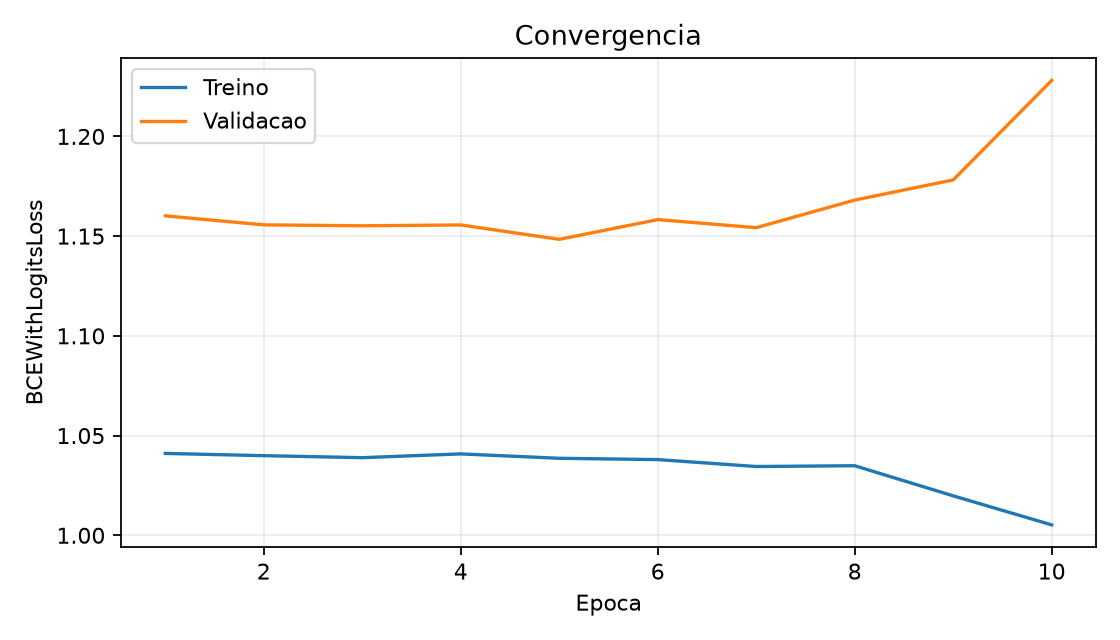 Convergencia
Treino
Validacao
1.20
1.15
1.10
1.05
1.00
BCEWithLogitsLoss
2 4 6 8 10
Epoca